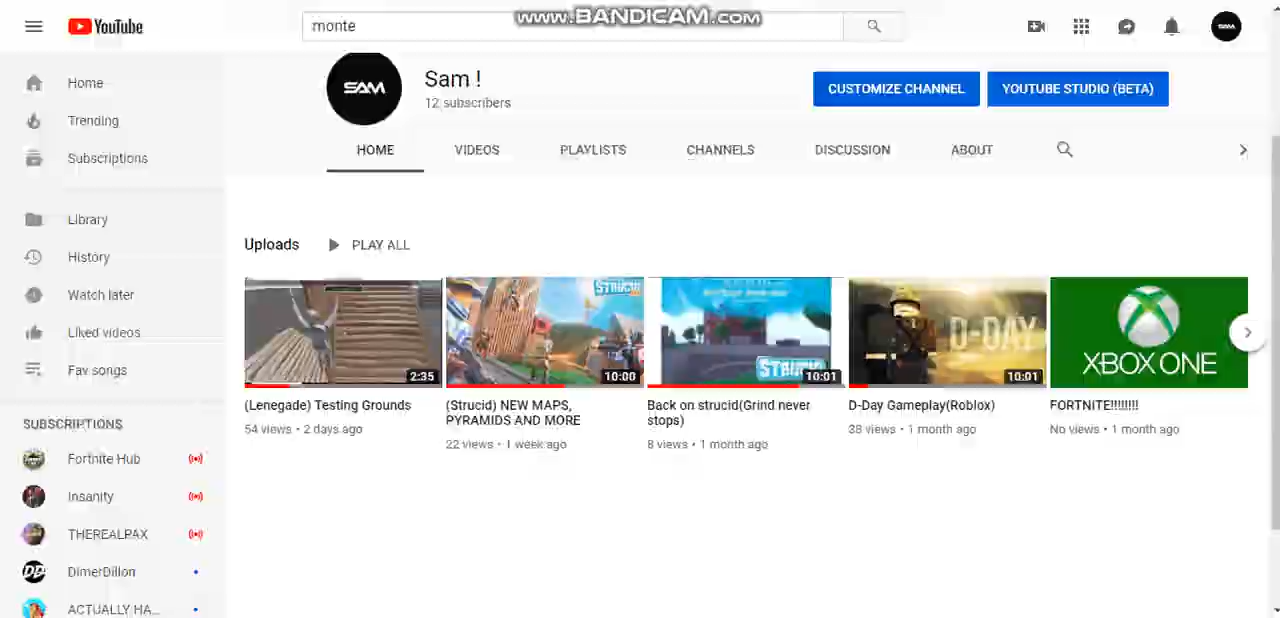 www.BANDICAM.com
YouTube
monte
SAM
Home
Trending
Subscriptions
Library
History
Watch later
Liked videos
Fav songs
SUBSCRIPTIONS
Fortnite Hub
Insanity
THEREALPAX
DimerDillon
ACTUALLY HA...
SAM
Sam !
12 subscribers
CUSTOMIZE CHANNEL
YOUTUBE STUDIO (BETA)
HOME VIDEOS PLAYLISTS CHANNELS DISCUSSION ABOUT
Uploads PLAY ALL
2:35
(Lenegade) Testing Grounds
54 views • 2 days ago
STRUCID
10:00
(Strucid) NEW MAPS,
PYRAMIDS AND MORE
22 views • 1 week ago
10:01
Back on strucid(Grind never
stops)
8 views • 1 month ago
D-DAY
10:01
D-Day Gameplay(Roblox)
38 views • 1 month ago
XBOX ONE
FORTNITE!!!!!!!!
No views • 1 month ago